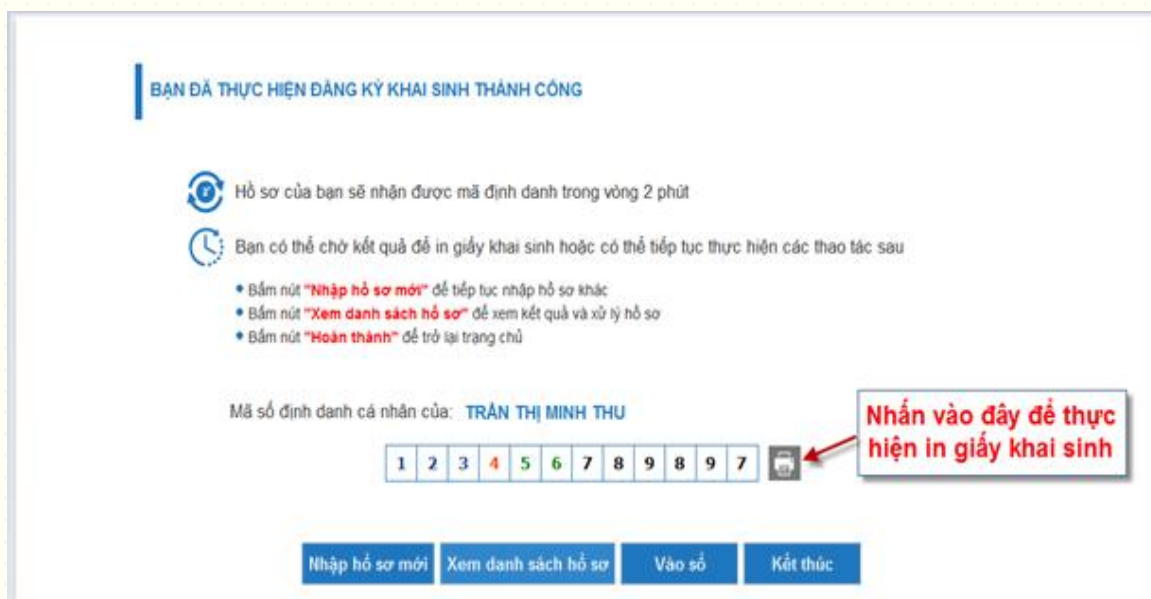 BẠN ĐÃ THỰC HIỆN ĐĂNG KÝ KHAI SINH THÀNH CÔNG
Hồ sơ của bạn sẽ nhận được mã định danh trong vòng 2 phút
Bạn có thể chờ kết quả để in giấy khai sinh hoặc có thể tiếp tục thực hiện các thao tác sau
Bấm nút "Nhập hồ sơ mới" để tiếp tục nhập hồ sơ khác
Bấm nút "Xem danh sách hồ sơ" để xem kết quả và xử lý hồ sơ
Bấm nút "Hoàn thành" để trở lại trang chủ
Mã số định danh cá nhân của: TRẦN THỊ MINH THU
Nhấn vào đây để thực
hiện in giấy khai sinh
1 2 3 4 5 6 7 8 9 8 9 7
Nhập hồ sơ mới Xem danh sách hồ sơ Vào sổ Kết thúc